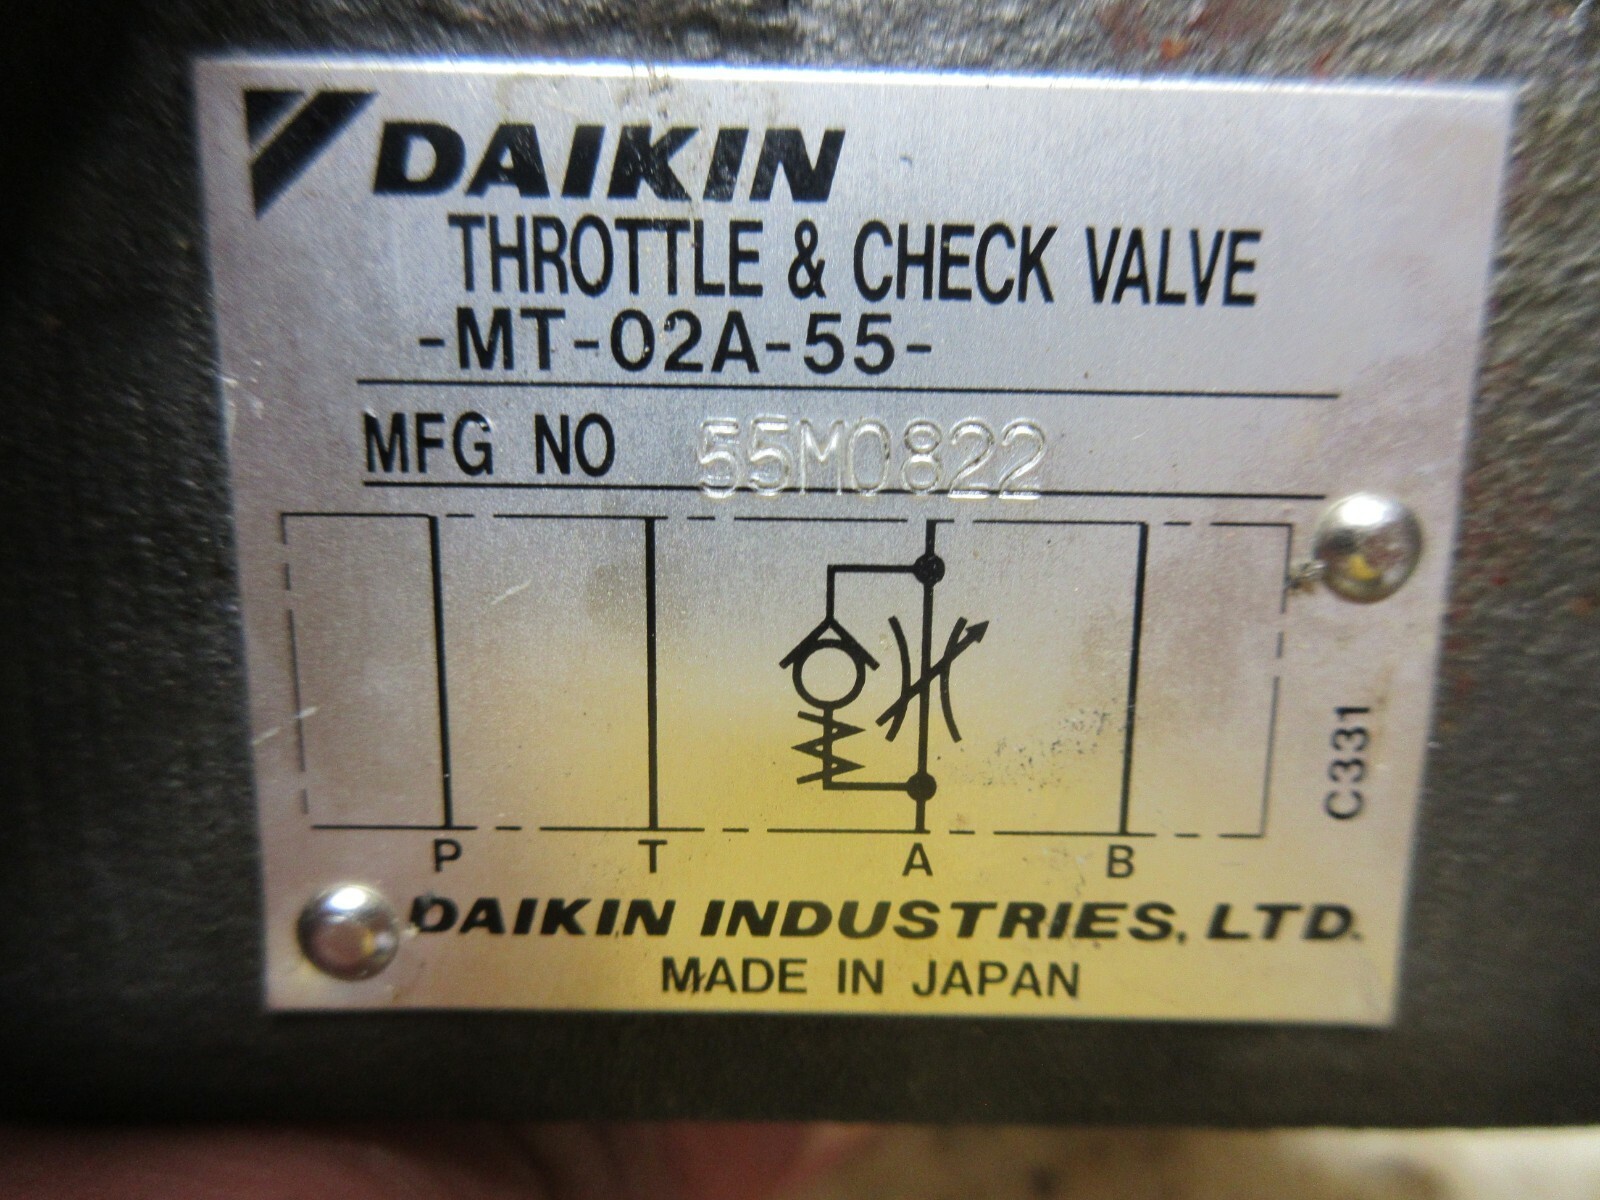 DAIKIN
THROTTLE & CHECK VALVE
-MT-02A-55-
MFG NO 55M0822
P T A B
C331
DAIKIN INDUSTRIES, LTD.
MADE IN JAPAN